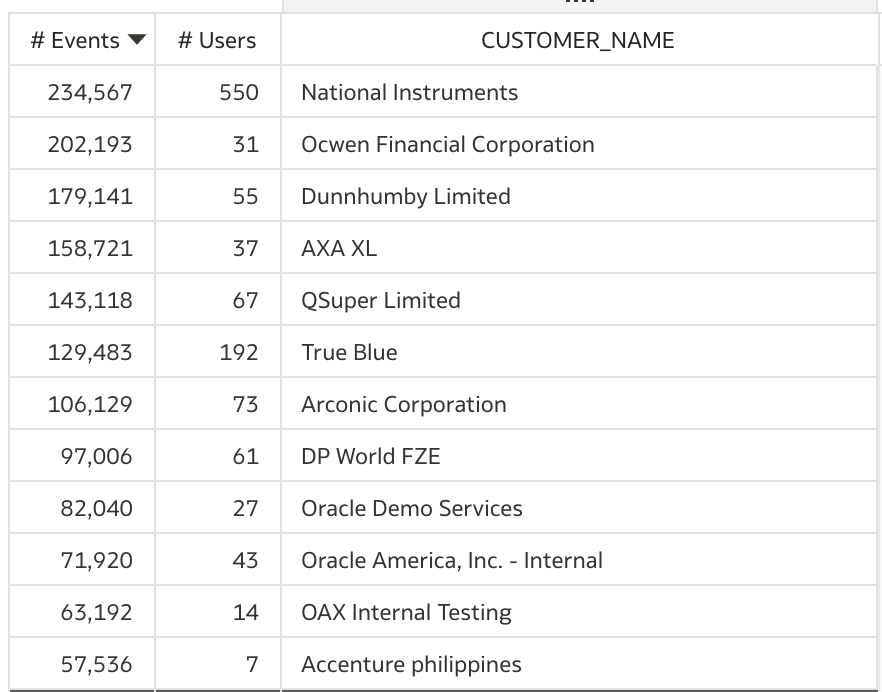 # Events # Users CUSTOMER_NAME
234,567 550 National Instruments
202,193 31 Ocwen Financial Corporation
179,141 55 Dunnhumby Limited
158,721 37 AXA XL
143,118 67 QSuper Limited
129,483 192 True Blue
106,129 73 Arconic Corporation
97,006 61 DP World FZE
82,040 27 Oracle Demo Services
71,920 43 Oracle America, Inc. - Internal
63,192 14 OAX Internal Testing
57,536 7 Accenture philippines